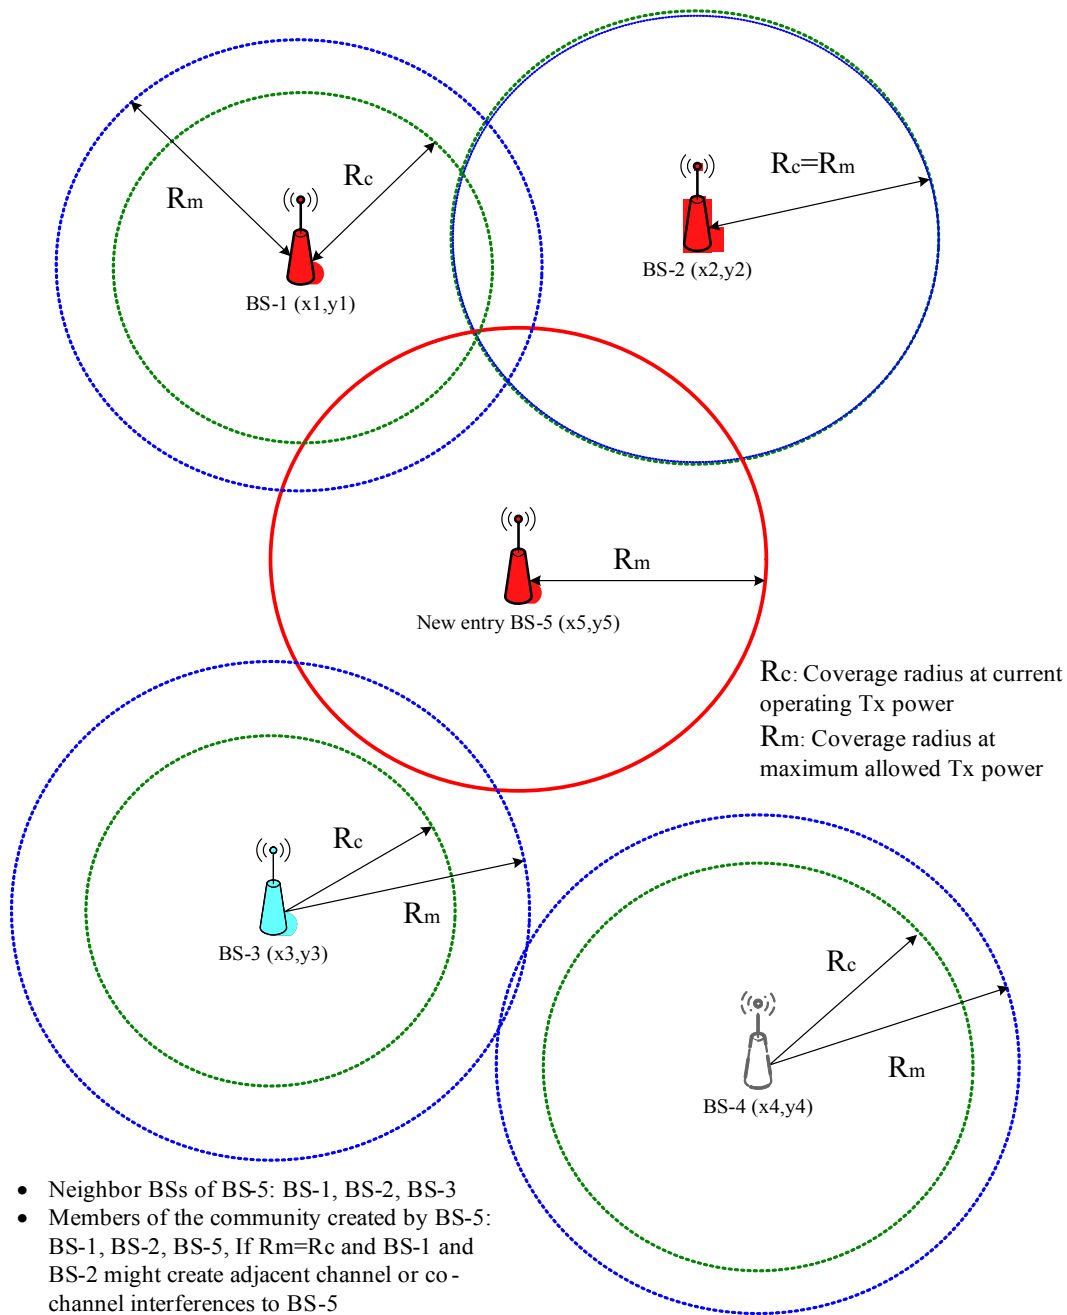 Rc=Rm
Rc
Rm
BS-2 (x2,y2)
BS-1 (x1,y1)
Rm
New entry BS-5 (x5,y5)
Rc: Coverage radius at current
operating Tx power
Rm: Coverage radius at
maximum allowed Tx power
Rc
Rm
BS-3 (x3,y3)
Rc
Rm
BS-4 (x4,y4)
• Neighbor BSs of BS-5: BS-1, BS-2, BS-3
• Members of the community created by BS-5:
BS-1, BS-2, BS-5, If Rm=Rc and BS-1 and
BS-2 might create adjacent channel or co-
channel interferences to BS-5